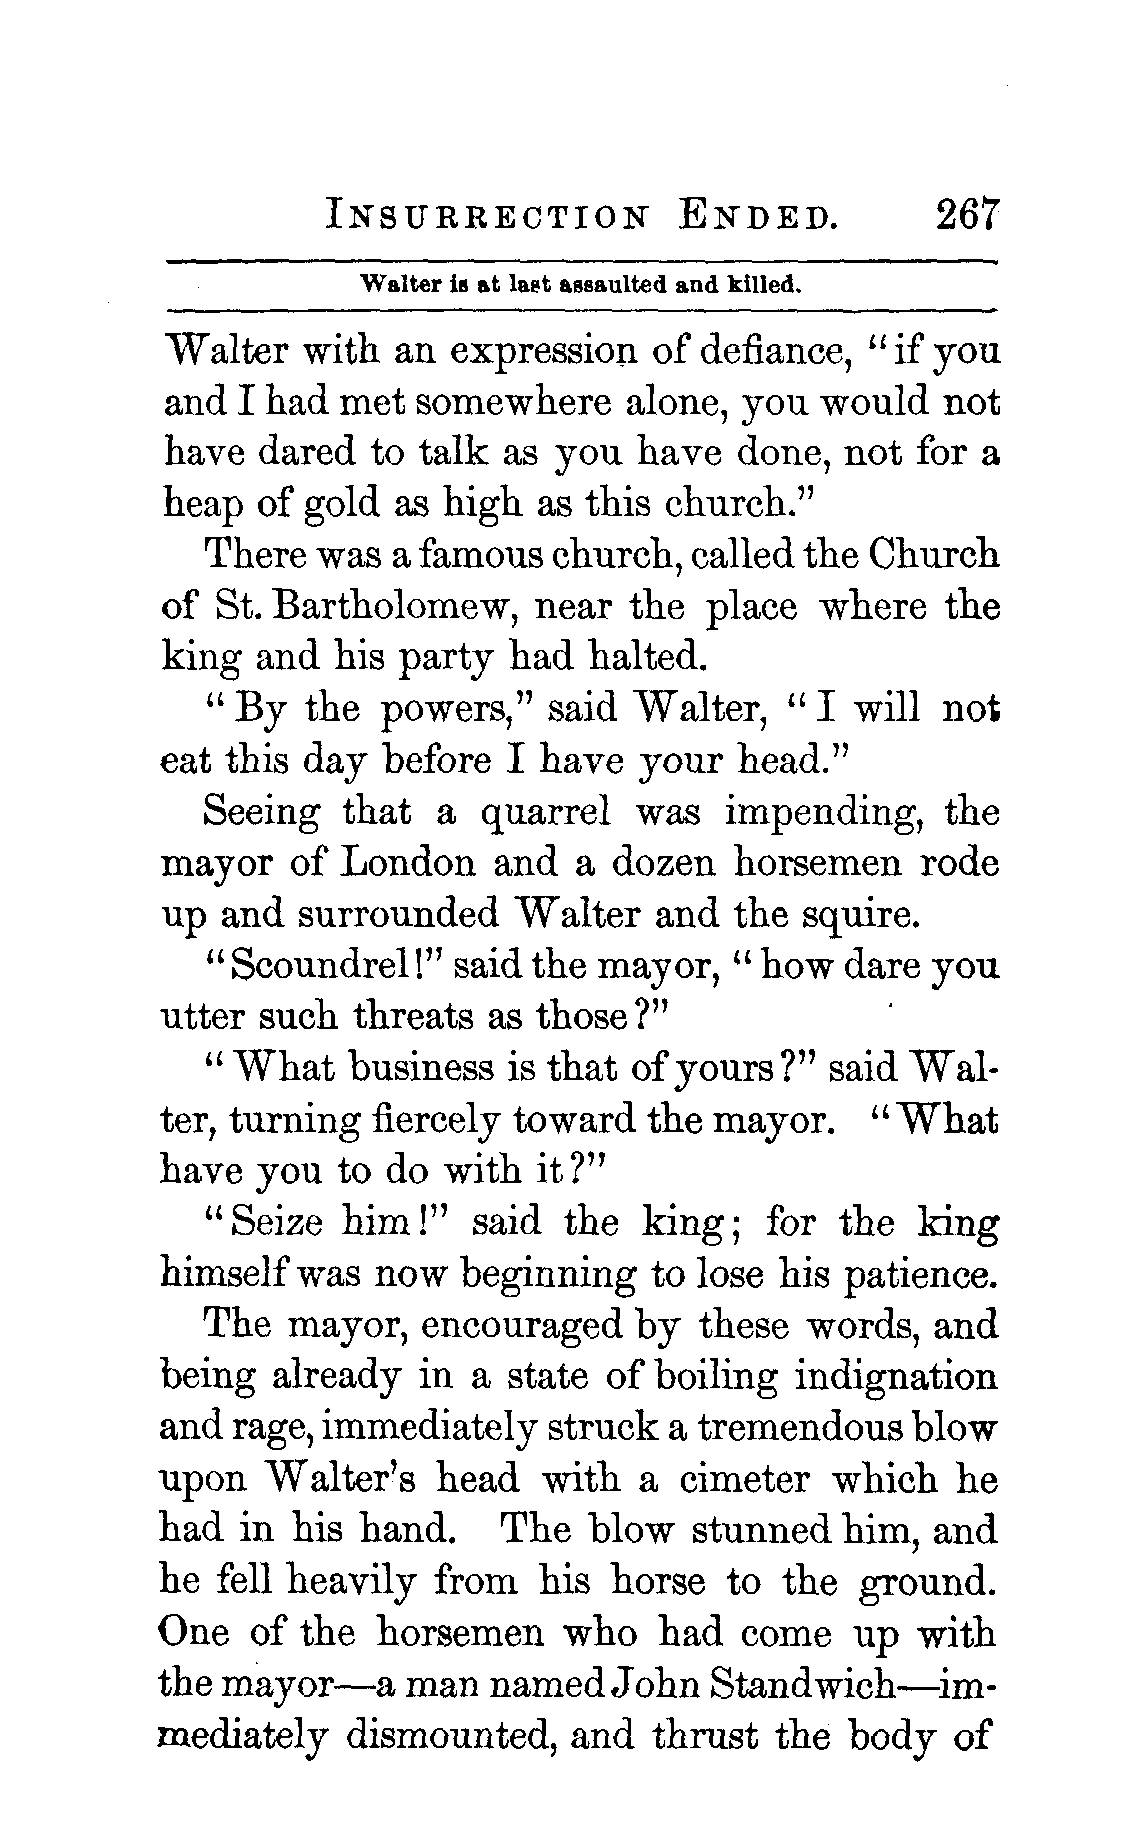 INSURRECTION ENDED. 267
Walter is at last assaulted and killed.
Walter with an expression of defiance, “if you
and I had met somewhere alone, you would not
have dared to talk as you have done, not for a
heap of gold as high as this church.”
There was a famous church, called the Church
of St. Bartholomew, near the place where the
king and his party had halted.
“By the powers,” said Walter, “I will not
eat this day before I have your head.”
Seeing that a quarrel was impending, the
mayor of London and a dozen horsemen rode
up and surrounded Walter and the squire.
“Scoundrel!” said the mayor, “how dare you
utter such threats as those?”
“What business is that of yours?” said Wal-
ter, turning fiercely toward the mayor. “What
have you to do with it?”
“Seize him!” said the king; for the king
himself was now beginning to lose his patience.
The mayor, encouraged by these words, and
being already in a state of boiling indignation
and rage, immediately struck a tremendous blow
upon Walter’s head with a cimeter which he
had in his hand. The blow stunned him, and
he fell heavily from his horse to the ground.
One of the horsemen who had come up with
the mayor—a man named John Standwich—im-
mediately dismounted, and thrust the body of